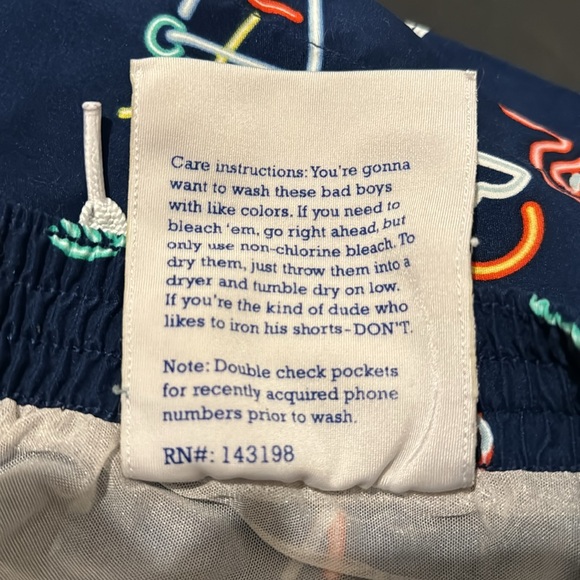 Care instructions: You're gonna
want to wash these bad boys
with like colors. If you need to
bleach 'em, go right ahead, but
only use non-chlorine bleach. To
dry them, just throw them into a
dryer and tumble dry on low.
If you're the kind of dude who
likes to iron his shorts-DON'T.
Note: Double check pockets
for recently acquired phone
numbers prior to wash.
RN#: 143198